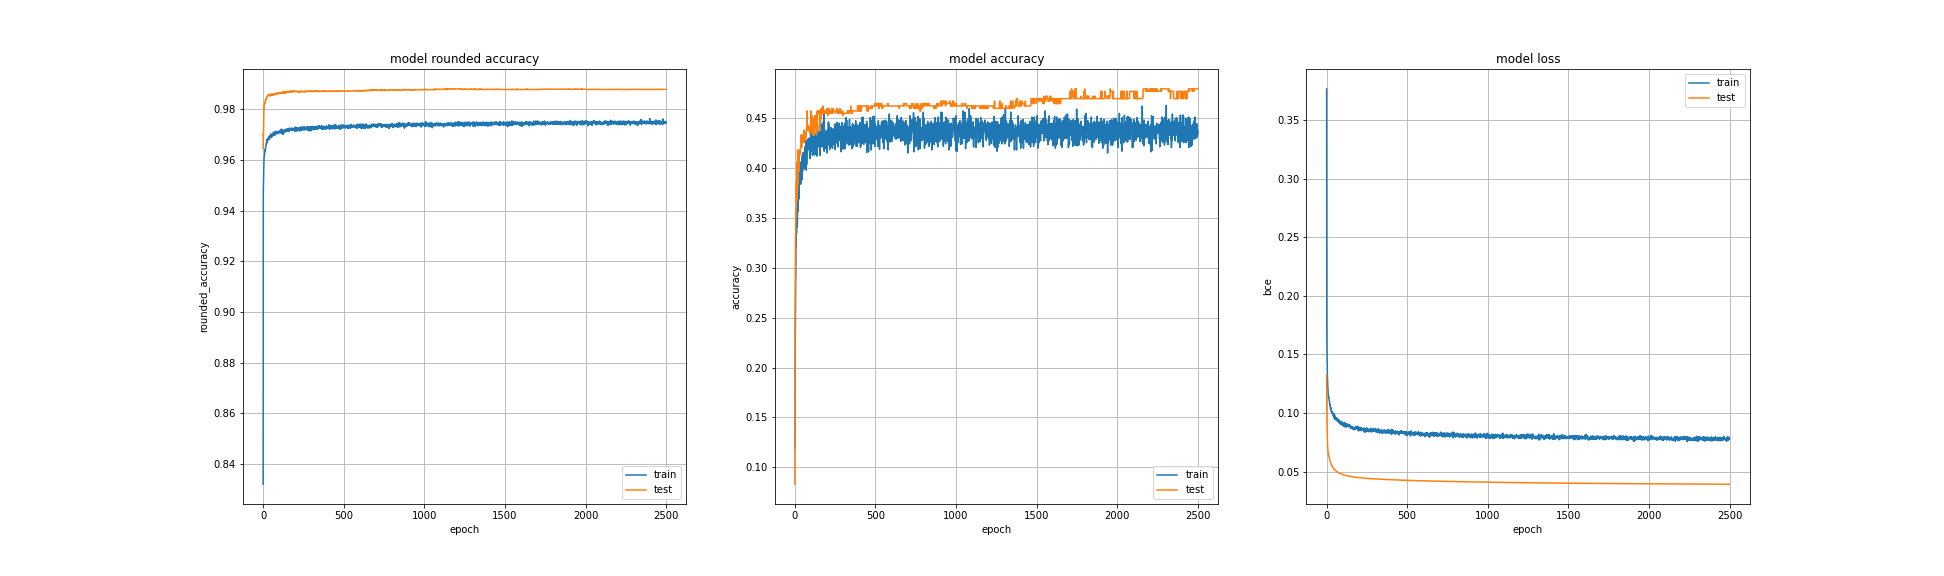 model rounded accuracy
0.98
0.96
0.94
0.92
0.90
0.88
0.86
0.84
rounded_accuracy
0
500
1000
1500
2000
2500
epoch
train
test
model accuracy
0.45
0.40
0.35
0.30
0.25
0.20
0.15
0.10
accuracy
0
500
1000
1500
2000
2500
epoch
train
test
model loss
0.35
0.30
0.25
0.20
0.15
0.10
0.05
bce
0
500
1000
1500
2000
2500
epoch
train
test